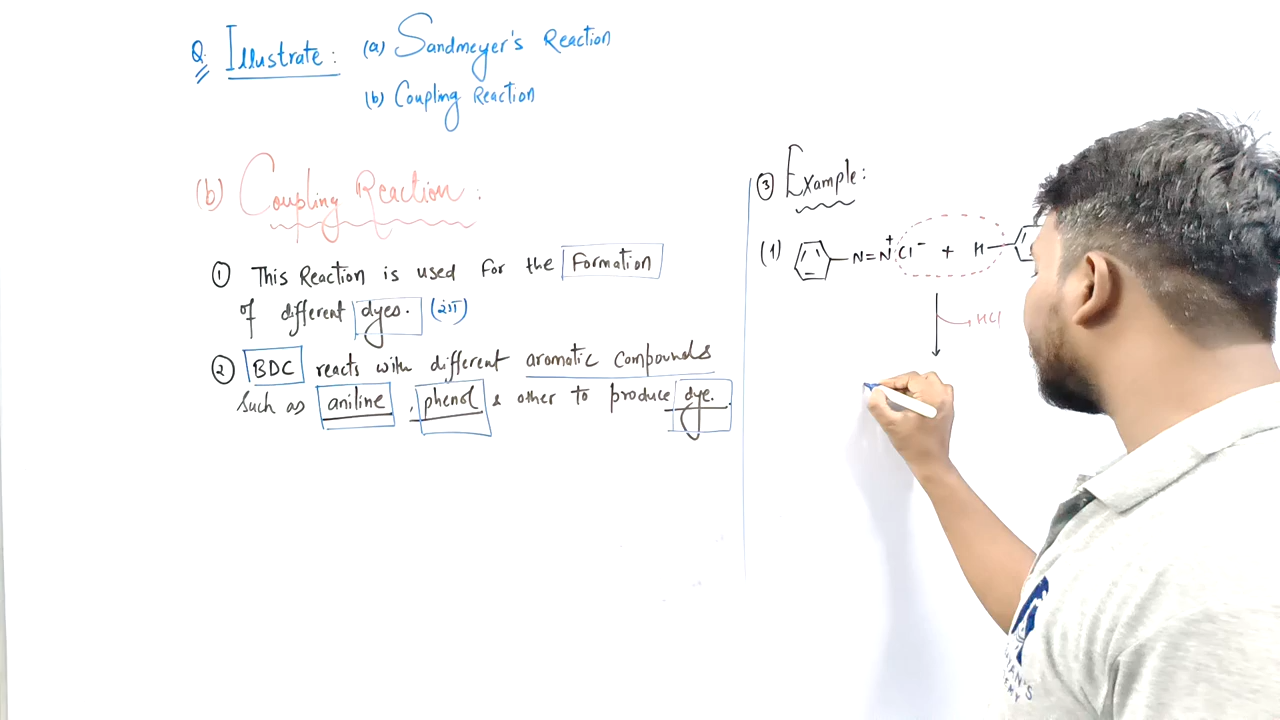 Q. Illustrate: (a) Sandmeyer's Reaction
(b) Coupling Reaction
(b) Coupling Reaction:
① This Reaction is used for the Formation
of different dyes. (রং)
② BDC reacts with different aromatic compounds
such as aniline, phenol & other to produce dye.
③ Example:
(1) N=N⁺Cl⁻ + H
HCl